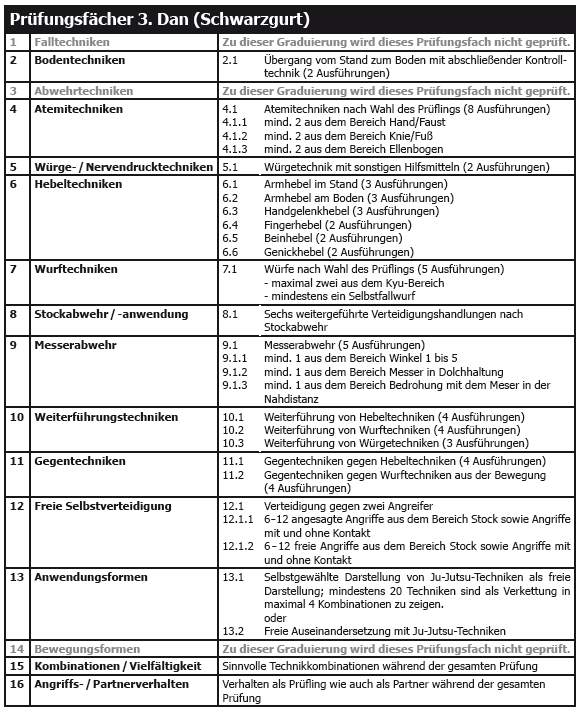 Prüfungsfächer 3. Dan (Schwarzgurt)
1 Falltechniken Zu dieser Graduierung wird dieses Prüfungsfach nicht geprüft.
2 Bodentechniken 2.1 Übergang vom Stand zum Boden mit abschließender Kontroll-
technik (2 Ausführungen)
3 Abwehrtechniken Zu dieser Graduierung wird dieses Prüfungsfach nicht geprüft.
4 Atemitechniken 4.1 Atemitechniken nach Wahl des Prüflings (8 Ausführungen)
4.1.1 mind. 2 aus dem Bereich Hand/Faust
4.1.2 mind. 2 aus dem Bereich Knie/Fuß
4.1.3 mind. 2 aus dem Bereich Ellenbogen
5 Würge- / Nervendrucktechniken 5.1 Würgetechnik mit sonstigen Hilfsmitteln (2 Ausführungen)
6 Hebeltechniken 6.1 Armhebel im Stand (3 Ausführungen)
6.2 Armhebel am Boden (3 Ausführungen)
6.3 Handgelenkhebel (3 Ausführungen)
6.4 Fingerhebel (2 Ausführungen)
6.5 Beinhebel (2 Ausführungen)
6.6 Genickhebel (2 Ausführungen)
7 Wurftechniken 7.1 Würfe nach Wahl des Prüflings (5 Ausführungen)
- maximal zwei aus dem Kyu-Bereich
- mindestens ein Selbstfallwurf
8 Stockabwehr / -anwendung 8.1 Sechs weitergeführte Verteidigungshandlungen nach
Stockabwehr
9 Messerabwehr 9.1 Messerabwehr (5 Ausführungen)
9.1.1 mind. 1 aus dem Bereich Winkel 1 bis 5
9.1.2 mind. 1 aus dem Bereich Messer in Dolchhaltung
9.1.3 mind. 1 aus dem Bereich Bedrohung mit dem Meser in der
Nahdistanz
10 Weiterführungstechniken 10.1 Weiterführung von Hebeltechniken (4 Ausführungen)
10.2 Weiterführung von Wurftechniken (4 Ausführungen)
10.3 Weiterführung von Würgetechniken (3 Ausführungen)
11 Gegentechniken 11.1 Gegentechniken gegen Hebeltechniken (4 Ausführungen)
11.2 Gegentechniken gegen Wurftechniken aus der Bewegung
(4 Ausführungen)
12 Freie Selbstverteidigung 12.1 Verteidigung gegen zwei Angreifer
12.1.1 6–12 angesagte Angriffe aus dem Bereich Stock sowie Angriffe
mit und ohne Kontakt
12.1.2 6–12 freie Angriffe aus dem Bereich Stock sowie Angriffe mit
und ohne Kontakt
13 Anwendungsformen 13.1 Selbstgewählte Darstellung von Ju-Jutsu-Techniken als freie
Darstellung; mindestens 20 Techniken sind als Verkettung in
maximal 4 Kombinationen zu zeigen.
oder
13.2 Freie Auseinandersetzung mit Ju-Jutsu-Techniken
14 Bewegungsformen Zu dieser Graduierung wird dieses Prüfungsfach nicht geprüft.
15 Kombinationen / Vielfältigkeit Sinnvolle Technikkombinationen während der gesamten Prüfung
16 Angriffs- / Partnerverhalten Verhalten als Prüfling wie auch als Partner während der gesamten
Prüfung